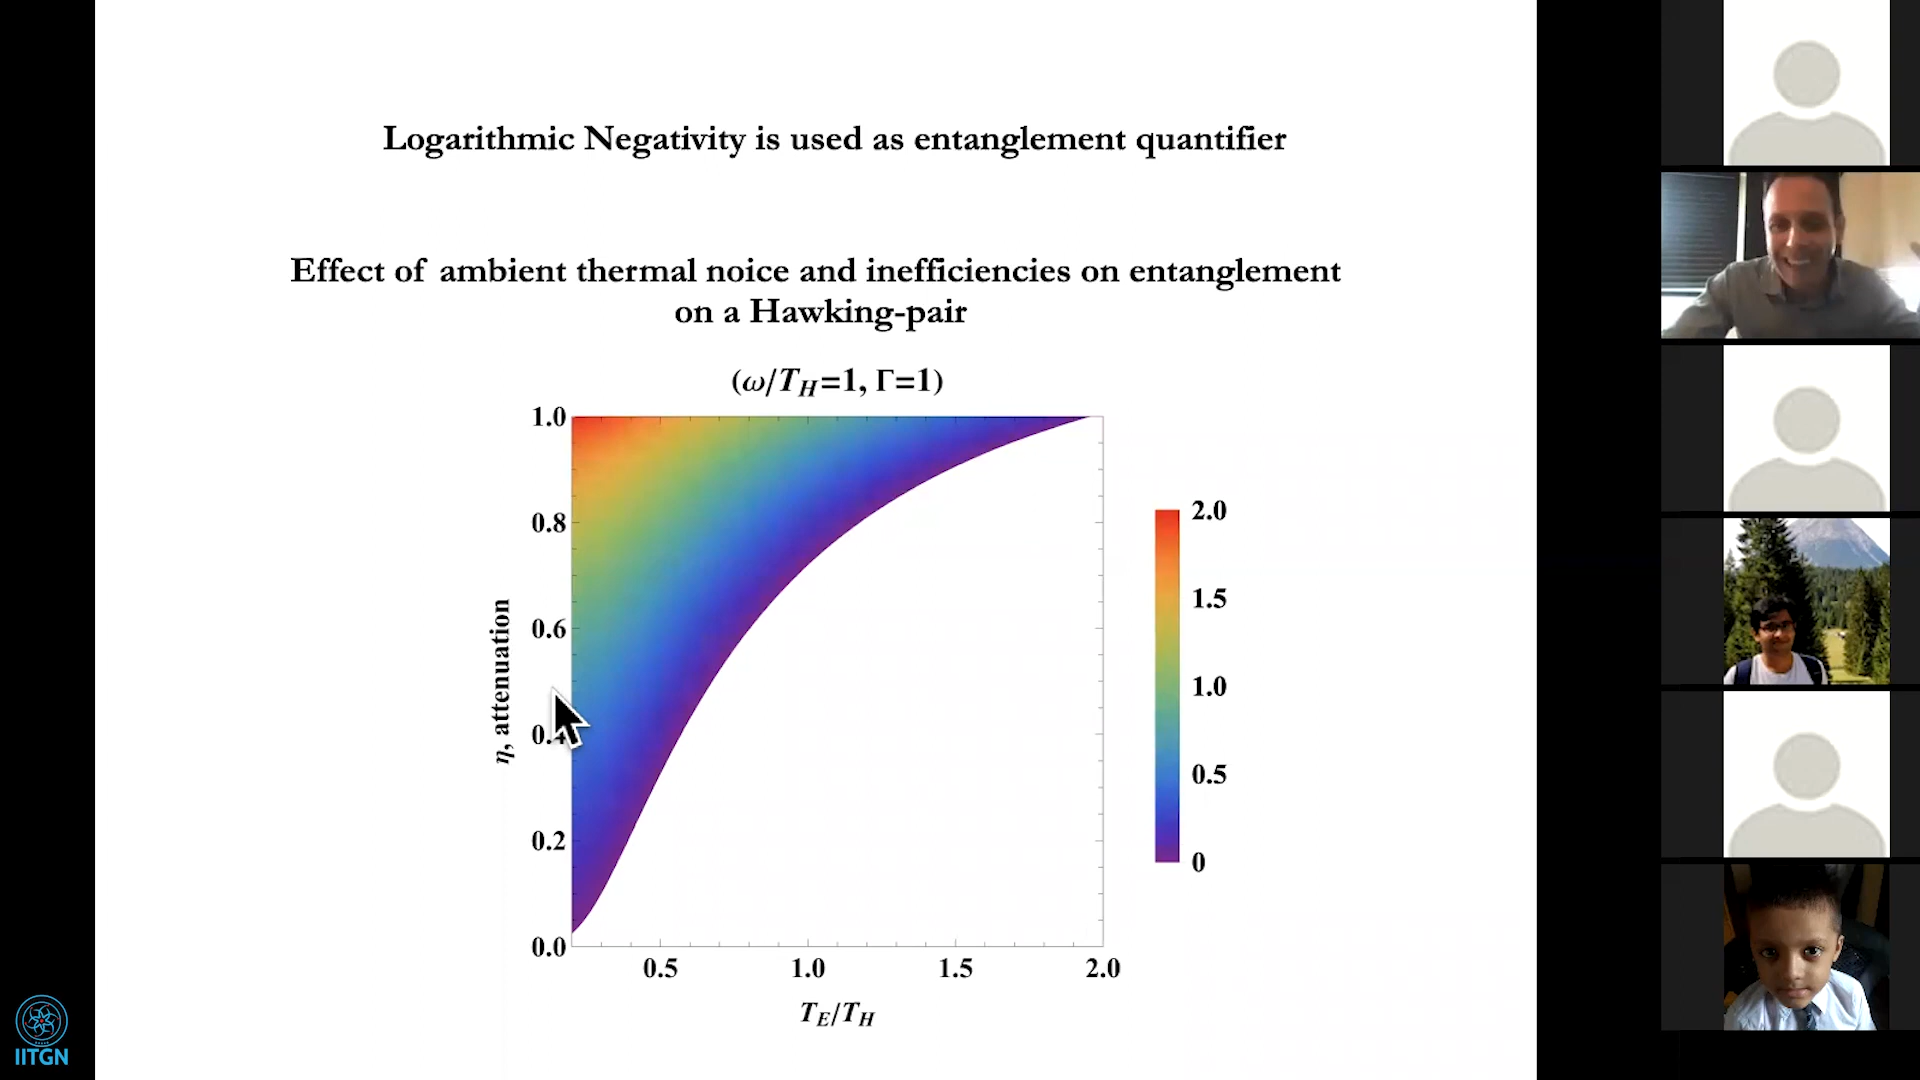 Logarithmic Negativity is used as entanglement quantifier
Effect of ambient thermal noice and inefficiencies on entanglement
on a Hawking-pair
(ω/T_H=1, Γ=1)
1.0
0.8
0.6
0.4
0.2
0.0
η, attenuation
0.5 1.0 1.5 2.0
T_E/T_H
2.0
1.5
1.0
0.5
0
IITGN